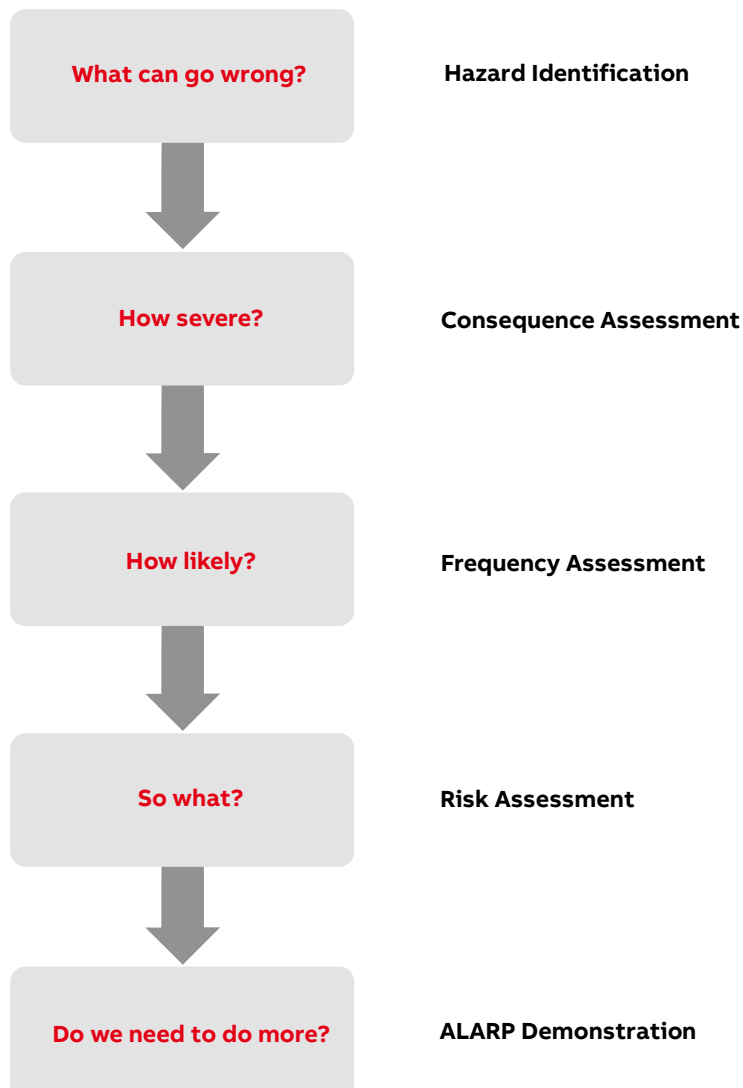 What can go wrong?
Hazard Identification
How severe?
Consequence Assessment
How likely?
Frequency Assessment
So what?
Risk Assessment
Do we need to do more?
ALARP Demonstration